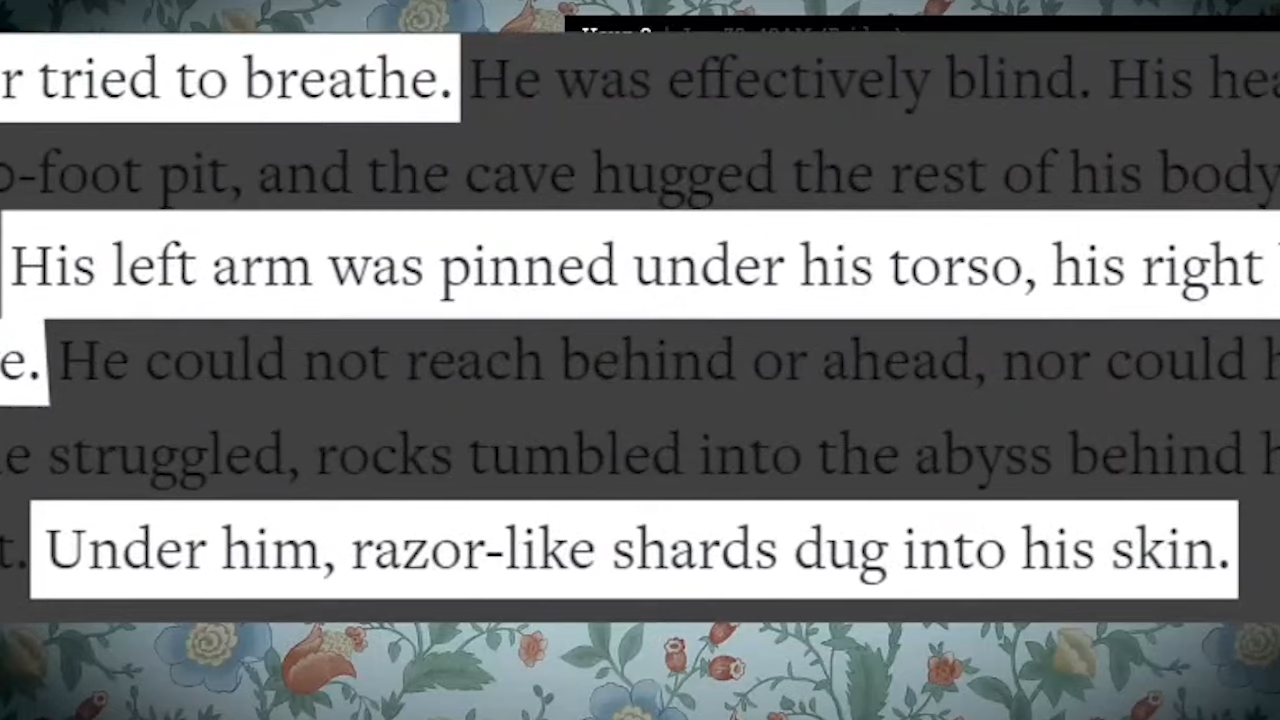 r tried to breathe. He was effectively blind. His hea
o-foot pit, and the cave hugged the rest of his body
His left arm was pinned under his torso, his right
e. He could not reach behind or ahead, nor could h
e struggled, rocks tumbled into the abyss behind h
t. Under him, razor-like shards dug into his skin.